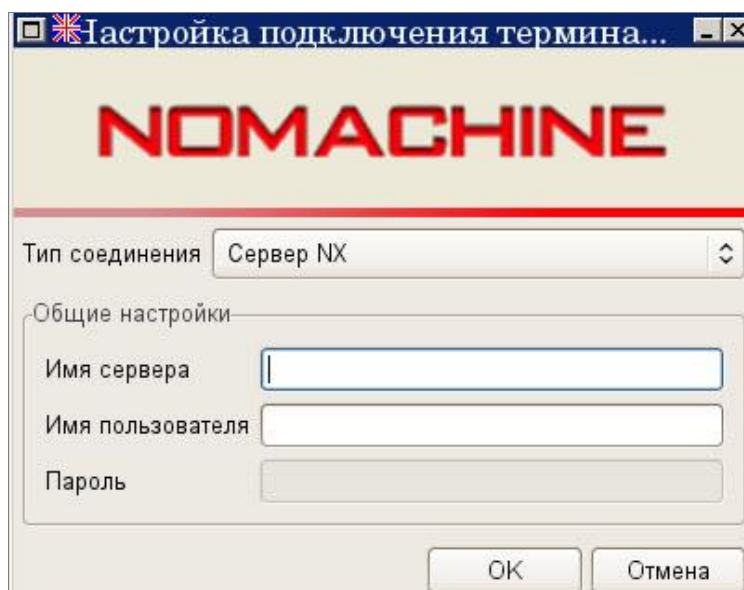 Настройка подключения термина...
NOMACHINE
Тип соединения Сервер NX
Общие настройки
Имя сервера
Имя пользователя
Пароль
OK Отмена